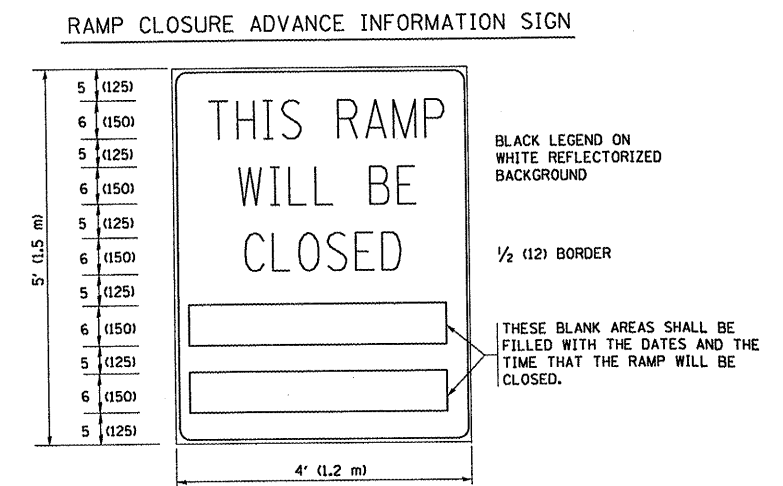 RAMP CLOSURE ADVANCE INFORMATION SIGN
5 (125)
6 (150)
5 (125)
6 (150)
5 (125)
6 (150)
5 (125)
6 (150)
5 (125)
6 (150)
5 (125)
5' (1.5 m)
THIS RAMP
WILL BE
CLOSED
BLACK LEGEND ON
WHITE REFLECTORIZED
BACKGROUND
½ (12) BORDER
THESE BLANK AREAS SHALL BE
FILLED WITH THE DATES AND THE
TIME THAT THE RAMP WILL BE
CLOSED.
4' (1.2 m)